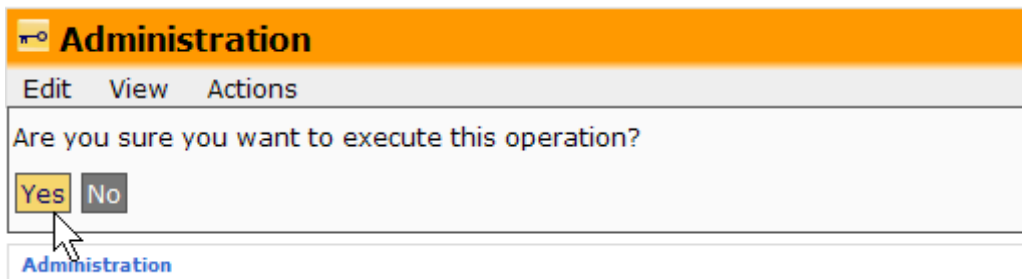 Administration
Edit View Actions
Are you sure you want to execute this operation?
Yes No
Administration